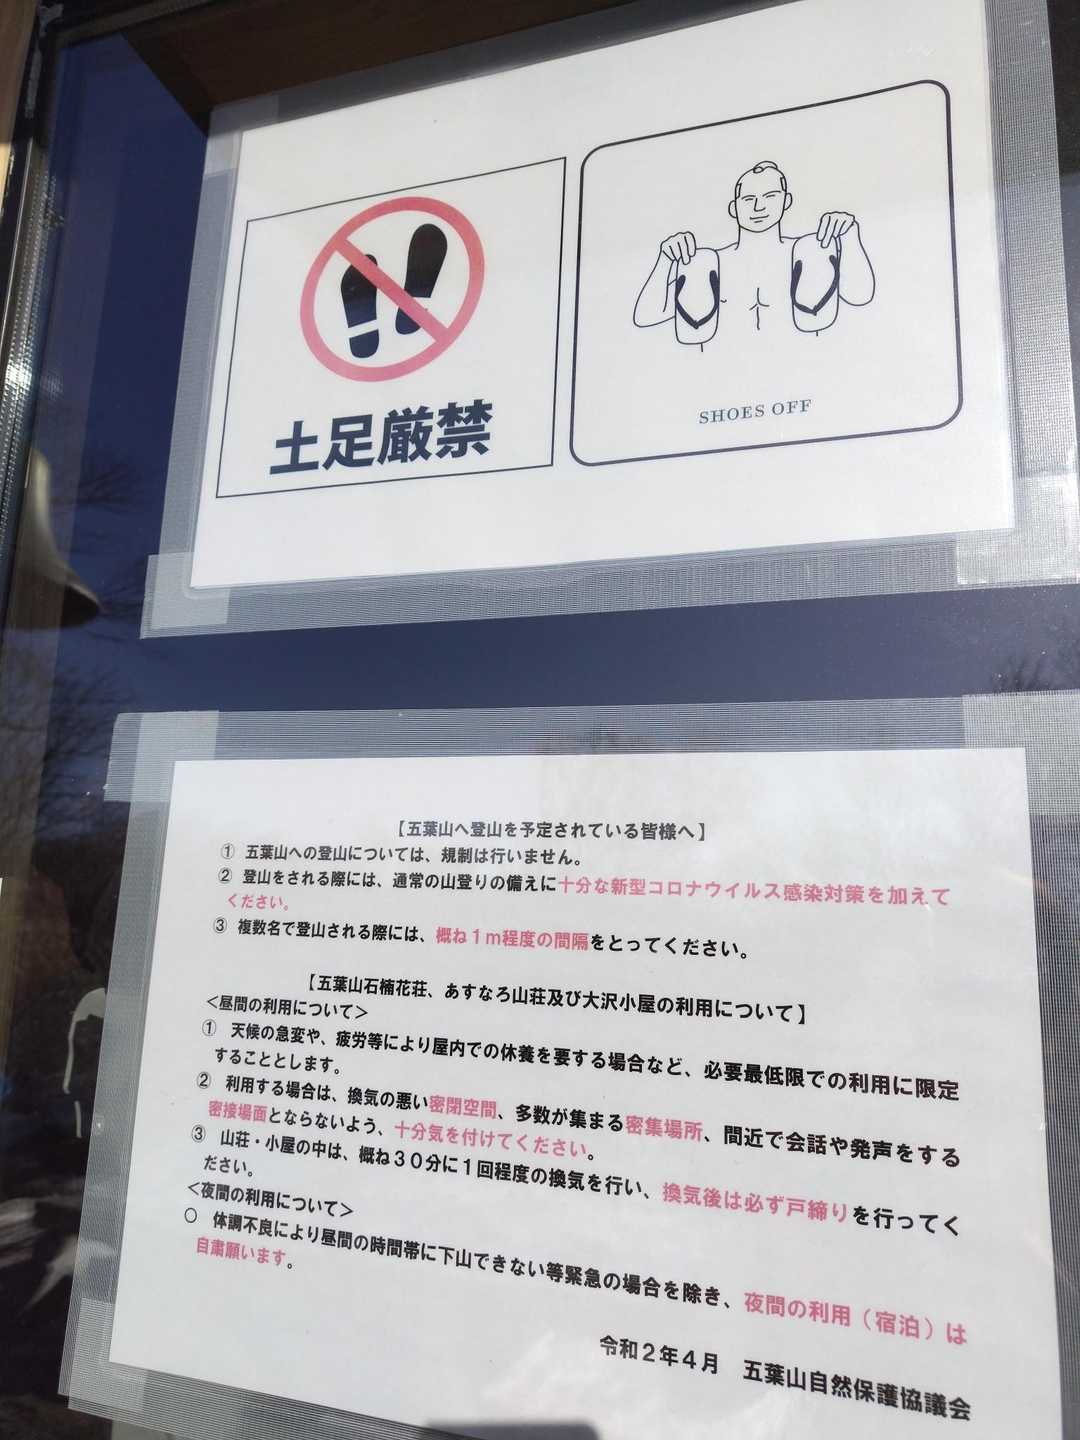 土足厳禁
SHOES OFF
【五葉山へ登山を予定されている皆様へ】
① 五葉山への登山については、規制は行いません。
② 登山をされる際には、通常の山登りの備えに十分な新型コロナウイルス感染対策を加えて
ください。
③ 複数名で登山される際には、概ね１ｍ程度の間隔をとってください。
【五葉山石楠花荘、あすなろ山荘及び大沢小屋の利用について】
＜昼間の利用について＞
① 天候の急変や、疲労等により屋内での休養を要する場合など、必要最低限での利用に限定
することとします。
② 利用する場合は、換気の悪い密閉空間、多数が集まる密集場所、間近で会話や発声をする
密接場面とならないよう、十分気を付けてください。
③ 山荘・小屋の中は、概ね３０分に１回程度の換気を行い、換気後は必ず戸締りを行ってく
ださい。
＜夜間の利用について＞
○ 体調不良により昼間の時間帯に下山できない等緊急の場合を除き、夜間の利用（宿泊）は
自粛願います。
令和２年４月　五葉山自然保護協議会